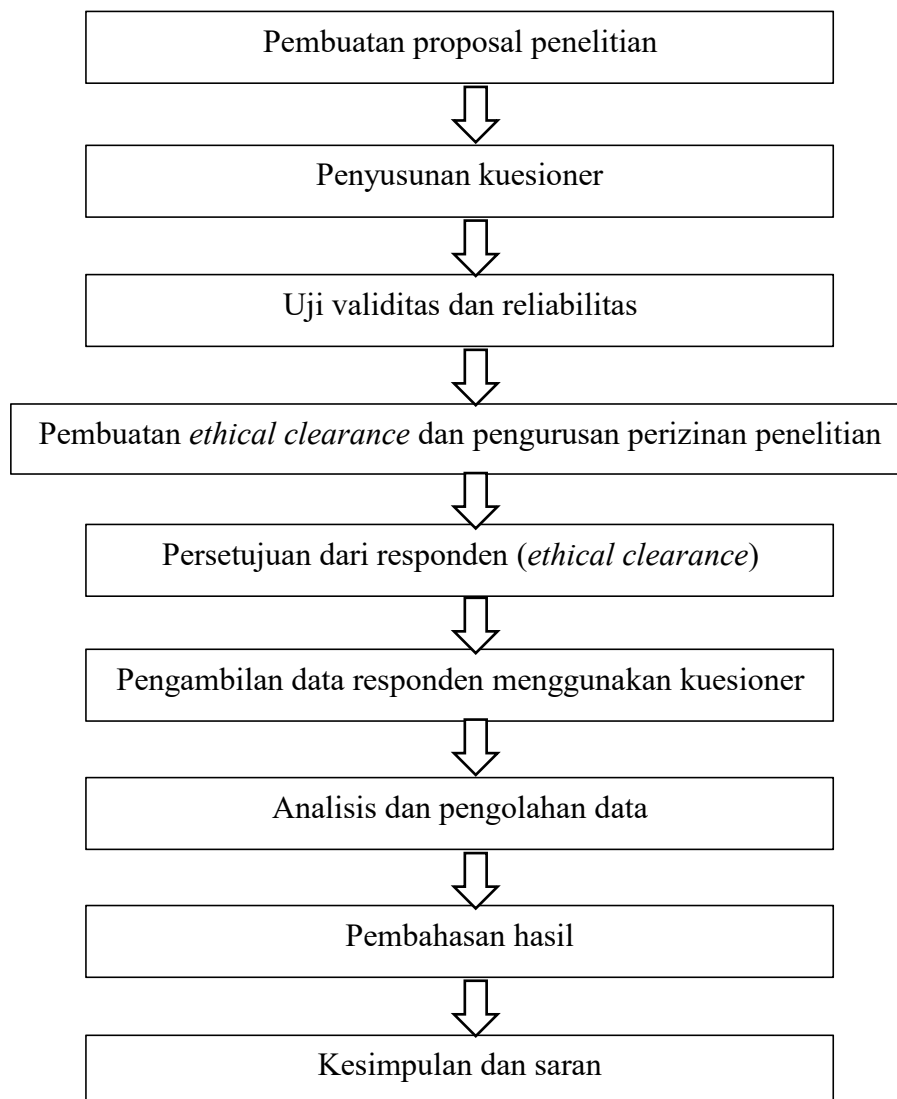 Pembuatan proposal penelitian
Penyusunan kuesioner
Uji validitas dan reliabilitas
Pembuatan ethical clearance dan pengurusan perizinan penelitian
Persetujuan dari responden (ethical clearance)
Pengambilan data responden menggunakan kuesioner
Analisis dan pengolahan data
Pembahasan hasil
Kesimpulan dan saran